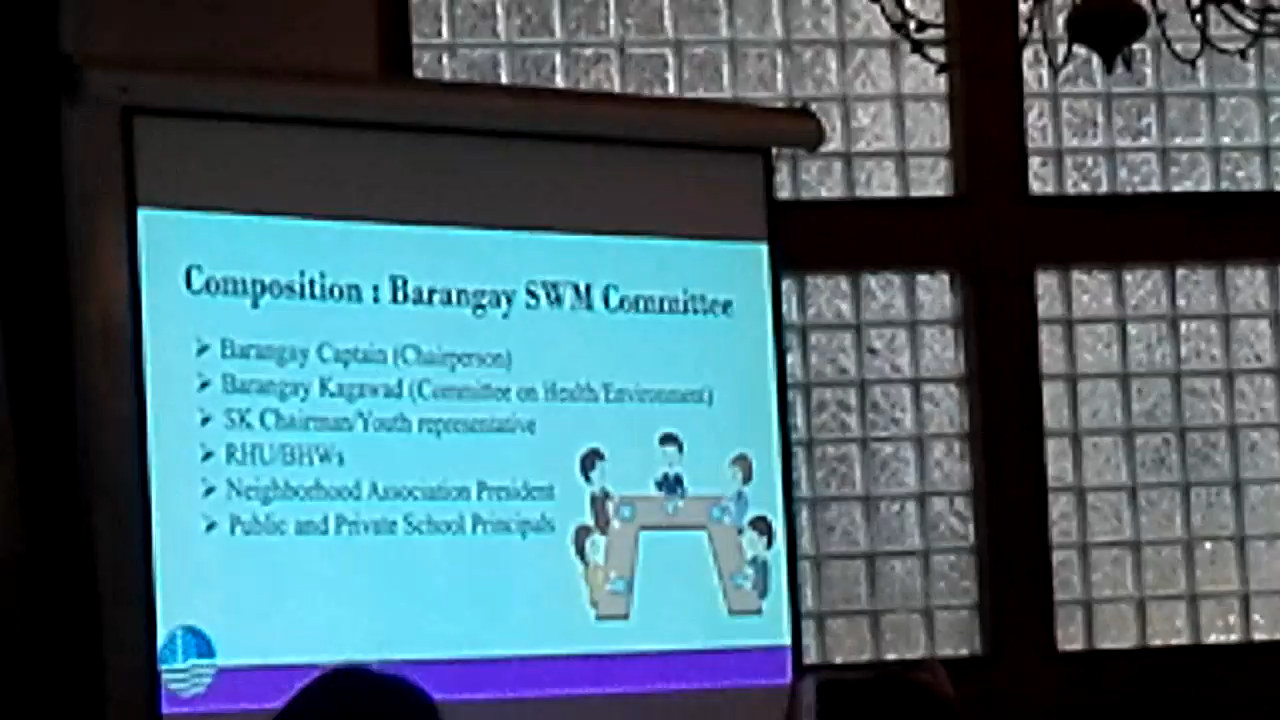 Composition : Barangay SWM Committee
➤ Barangay Captain (Chairperson)
➤ Barangay Kagawad (Committee on Health/Environment)
➤ SK Chairman/Youth representative
➤ RHU/BHWs
➤ Neighborhood Association President
➤ Public and Private School Principals